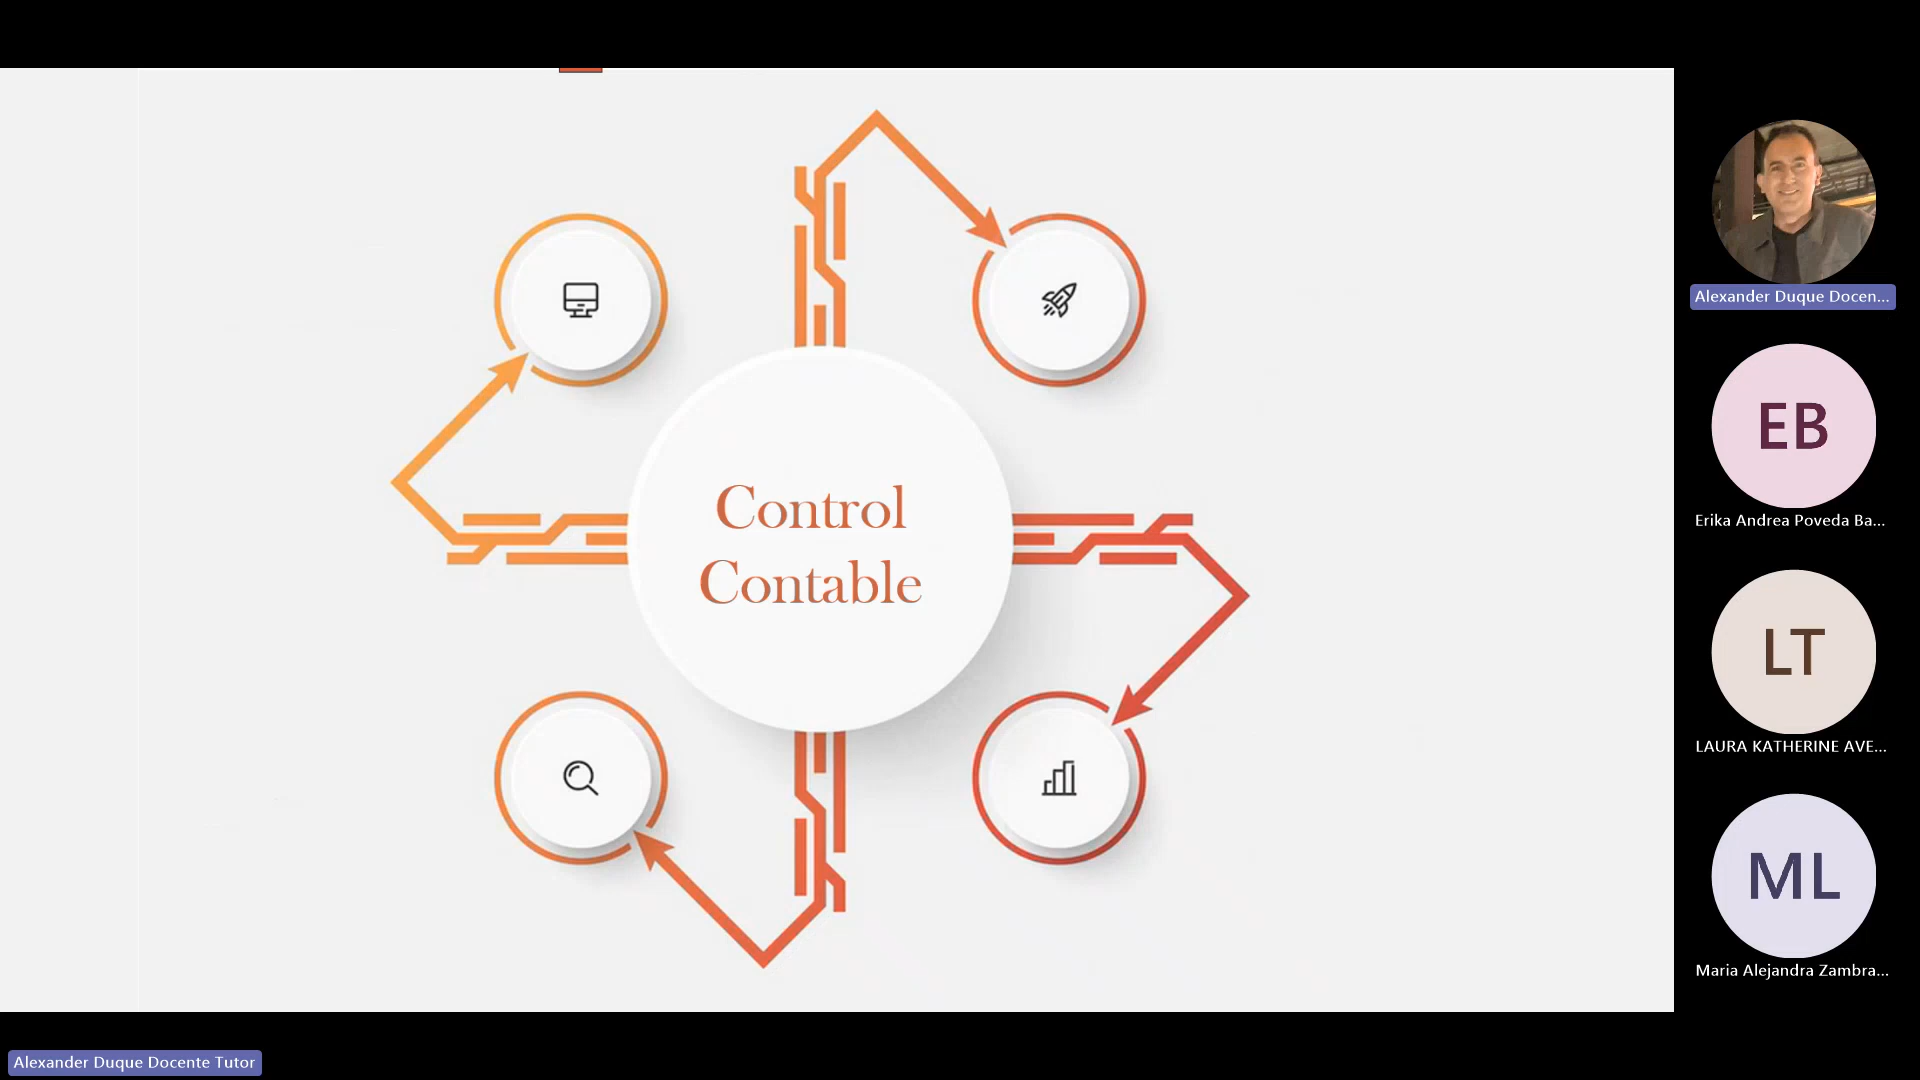 Control
Contable
Alexander Duque Docen...
EB
Erika Andrea Poveda Ba...
LT
LAURA KATHERINE AVE...
ML
Maria Alejandra Zambra...
Alexander Duque Docente Tutor